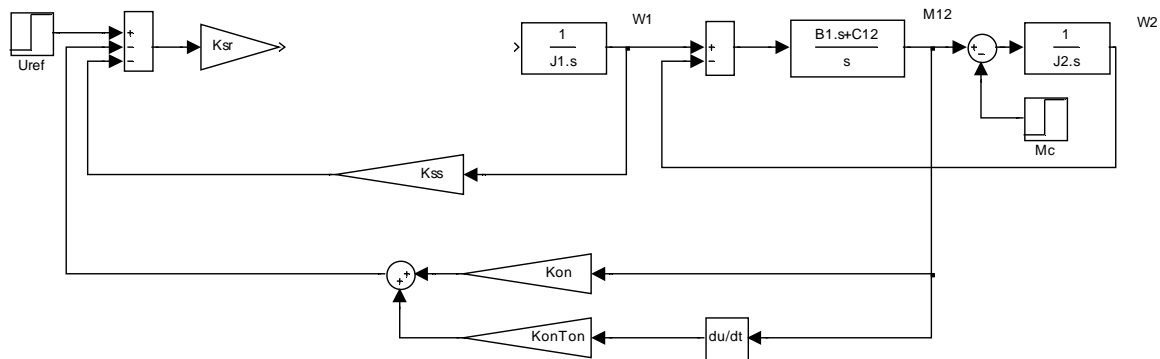 W1
M12
W2
+
−
−
Ksr
Uref
1
J1.s
+
−
B1.s+C12
s
+
−
1
J2.s
Mc
Kss
+
+
Kon
KonTon
du/dt